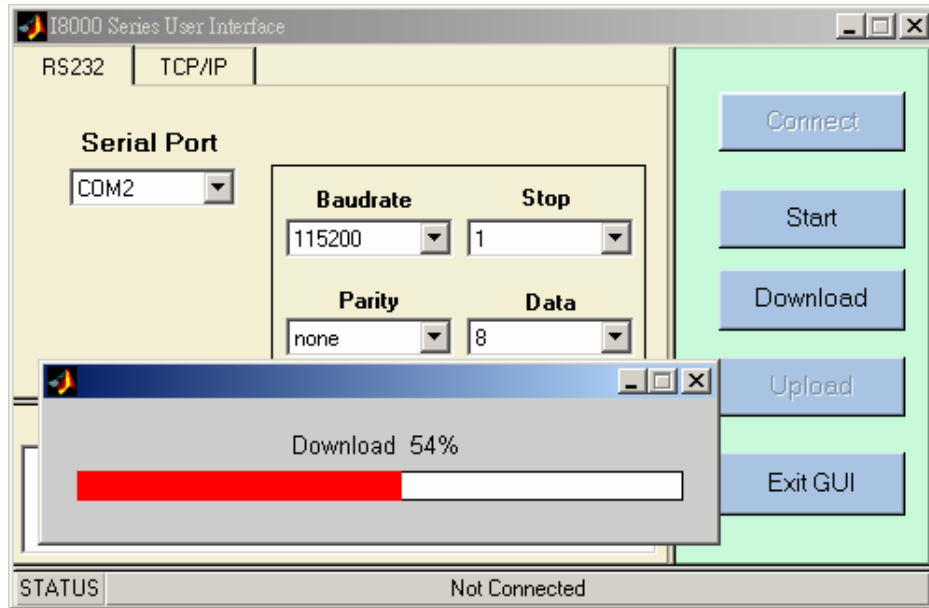 I8000 Series User Interface
RS232 TCP/IP
Serial Port
COM2
Baudrate Stop
115200 1
Parity Data
none 8
Connect
Start
Download
Upload
Exit GUI
Download 54%
STATUS Not Connected